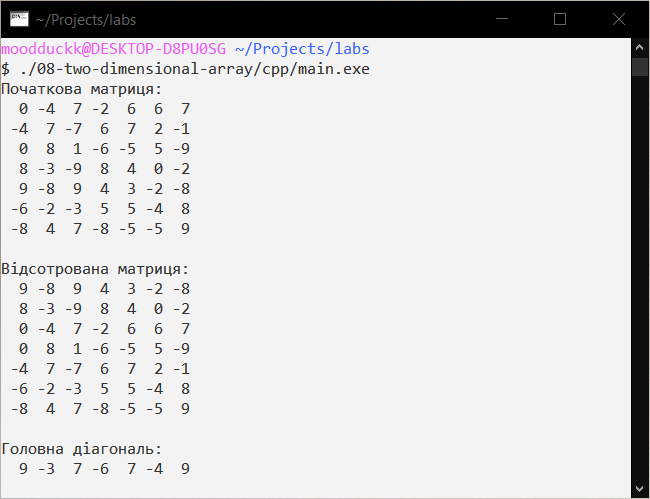 ~/Projects/labs
moodduckk@DESKTOP-D8PU0SG ~/Projects/labs
$ ./08-two-dimensional-array/cpp/main.exe
Початкова матриця:
  0 -4  7 -2  6  6  7
 -4  7 -7  6  7  2 -1
  0  8  1 -6 -5  5 -9
  8 -3 -9  8  4  0 -2
  9 -8  9  4  3 -2 -8
 -6 -2 -3  5  5 -4  8
 -8  4  7 -8 -5 -5  9
Відсотрована матриця:
  9 -8  9  4  3 -2 -8
  8 -3 -9  8  4  0 -2
  0 -4  7 -2  6  6  7
  0  8  1 -6 -5  5 -9
 -4  7 -7  6  7  2 -1
 -6 -2 -3  5  5 -4  8
 -8  4  7 -8 -5 -5  9
Головна діагональ:
  9 -3  7 -6  7 -4  9